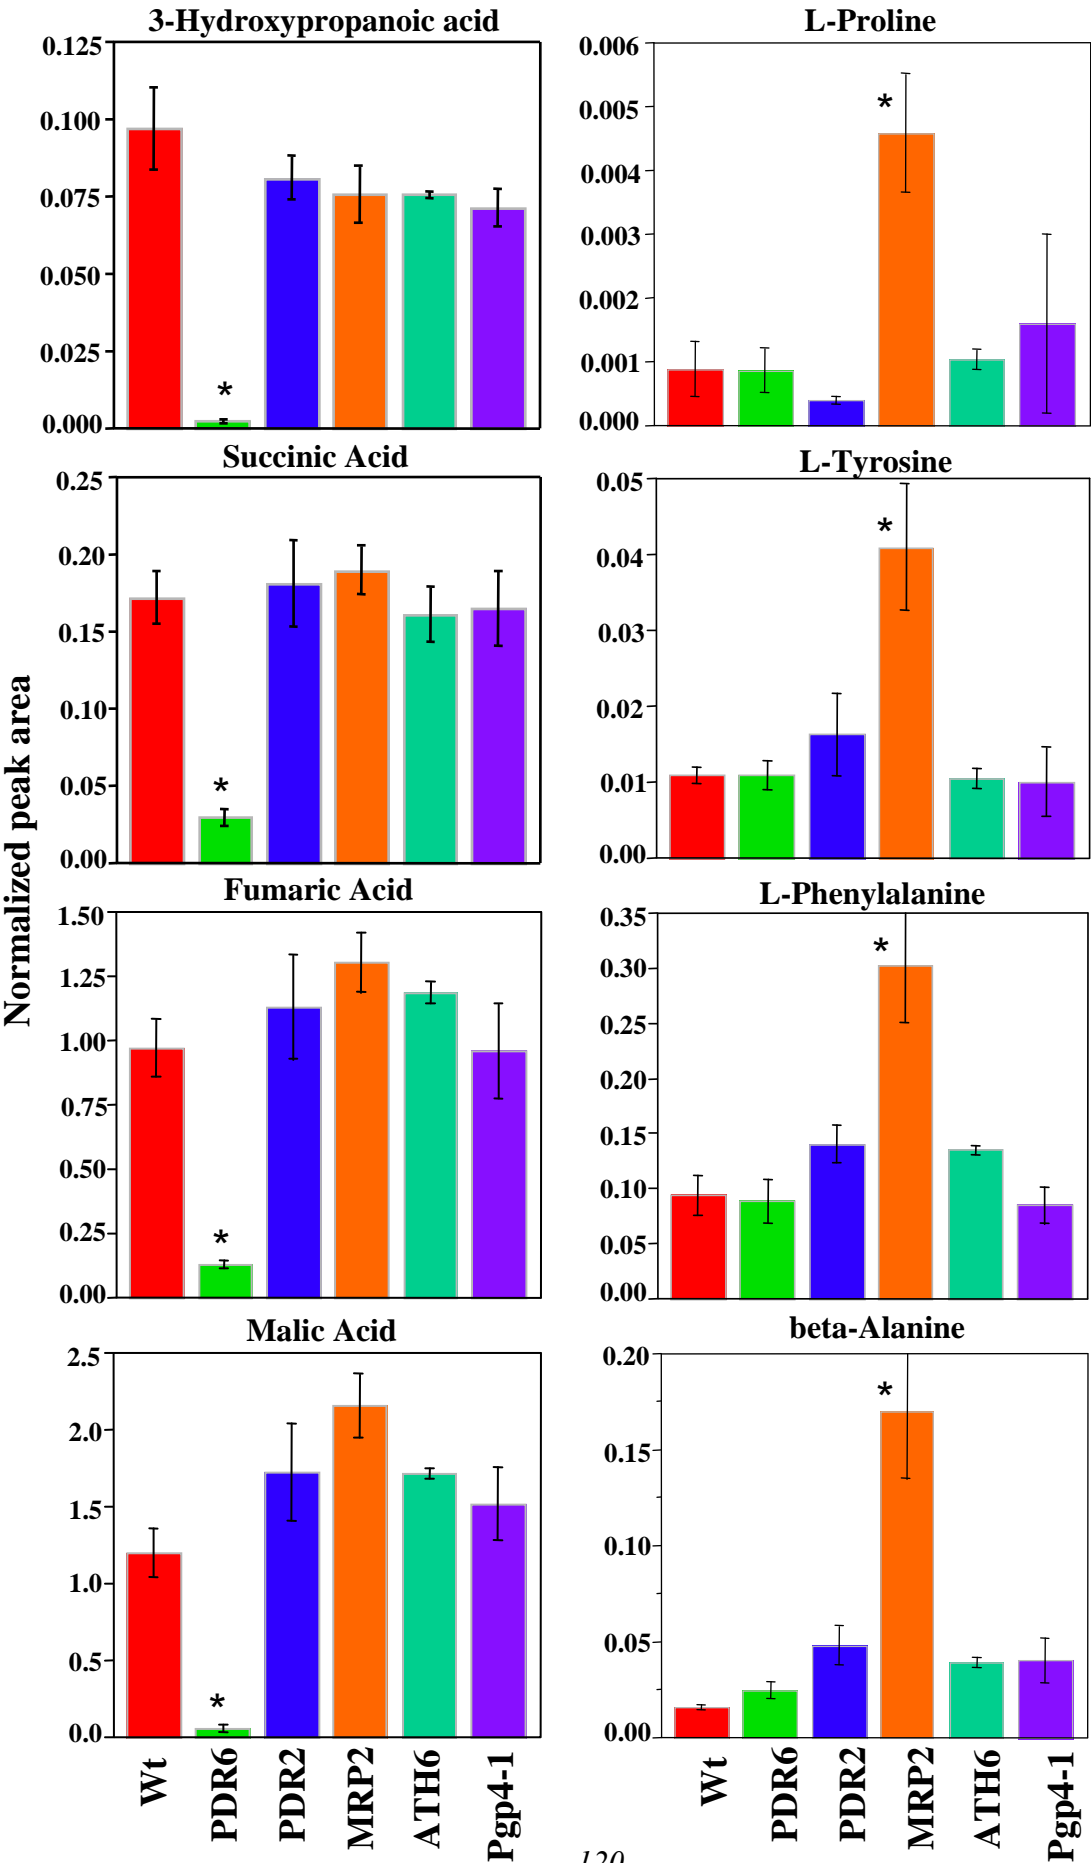 3-Hydroxypropanoic acid
0.125
0.100
0.075
0.050
0.025
0.000
*
L-Proline
0.006
0.005
0.004
0.003
0.002
0.001
0.000
*
Succinic Acid
0.25
0.20
0.15
0.10
0.05
0.00
*
L-Tyrosine
0.05
0.04
0.03
0.02
0.01
0.00
*
Normalized peak area
Fumaric Acid
1.50
1.25
1.00
0.75
0.50
0.25
0.00
*
L-Phenylalanine
0.35
0.30
0.25
0.20
0.15
0.10
0.05
0.00
*
Malic Acid
2.5
2.0
1.5
1.0
0.5
0.0
*
Wt
PDR6
PDR2
MRP2
ATH6
Pgp4-1
beta-Alanine
0.20
0.15
0.10
0.05
0.00
*
Wt
PDR6
PDR2
MRP2
ATH6
Pgp4-1
120